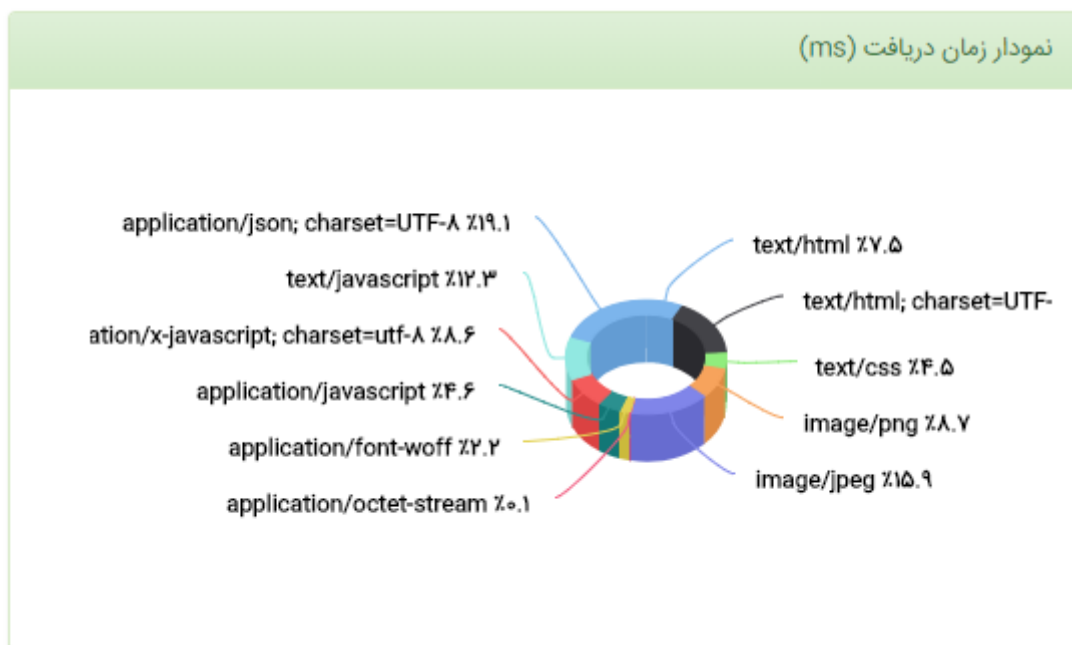 نمودار زمان دریافت (ms)
application/json; charset=UTF-۸ ٪۱۹.۱
text/javascript ٪۱۲.۳
ation/x-javascript; charset=utf-۸ ٪۸.۶
application/javascript ٪۴.۶
application/font-woff ٪۲.۲
application/octet-stream ٪۰.۱
text/html ٪۷.۵
text/html; charset=UTF-
text/css ٪۴.۵
image/png ٪۸.۷
image/jpeg ٪۱۵.۹